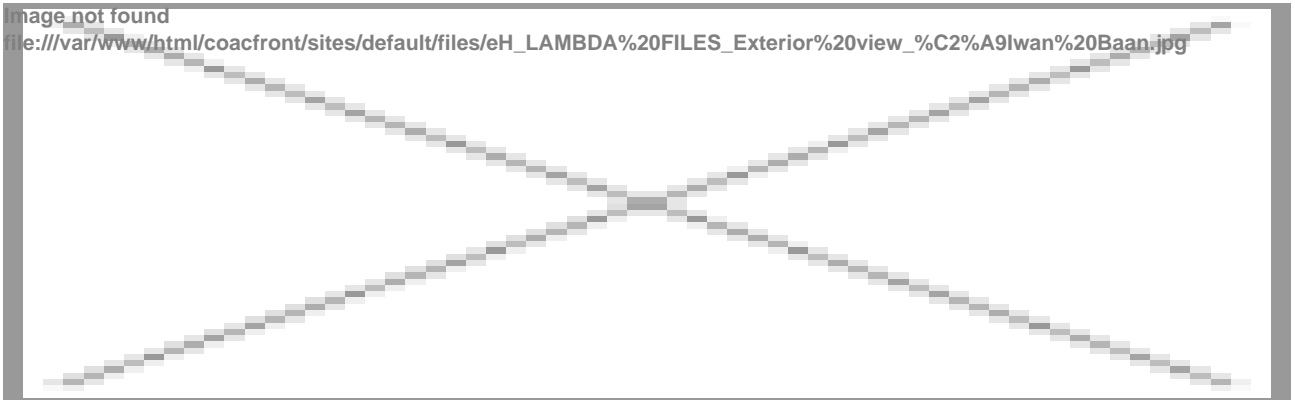 Image not found
file:///var/www/html/coacfront/sites/default/files/eH_LAMBDA%20FILES_Exterior%20view_%C2%A9Iwan%20Baan.jpg